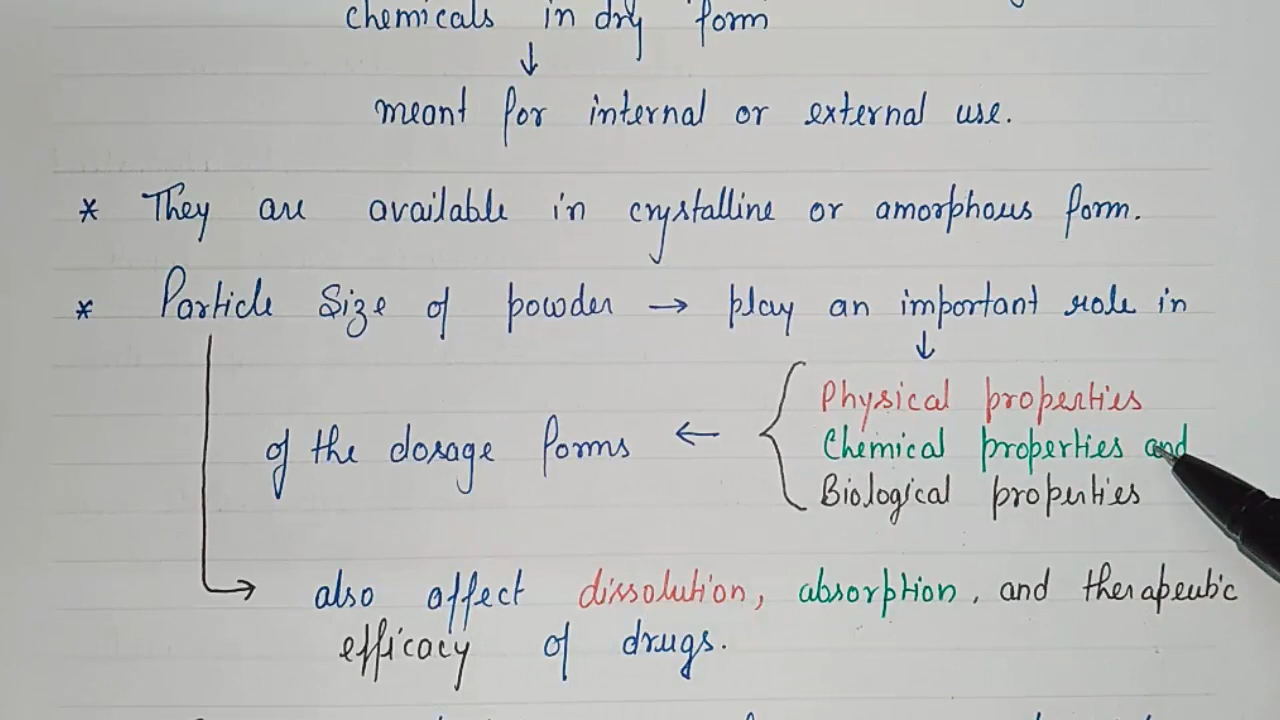 chemicals in dry form
↓
meant for internal or external use.
* They are available in crystalline or amorphous form.
* Particle Size of powder → play an important role in
↓
Physical properties
of the dosage forms ← { Chemical properties and
Biological properties
also affect dissolution, absorption, and therapeutic
efficacy of drugs.